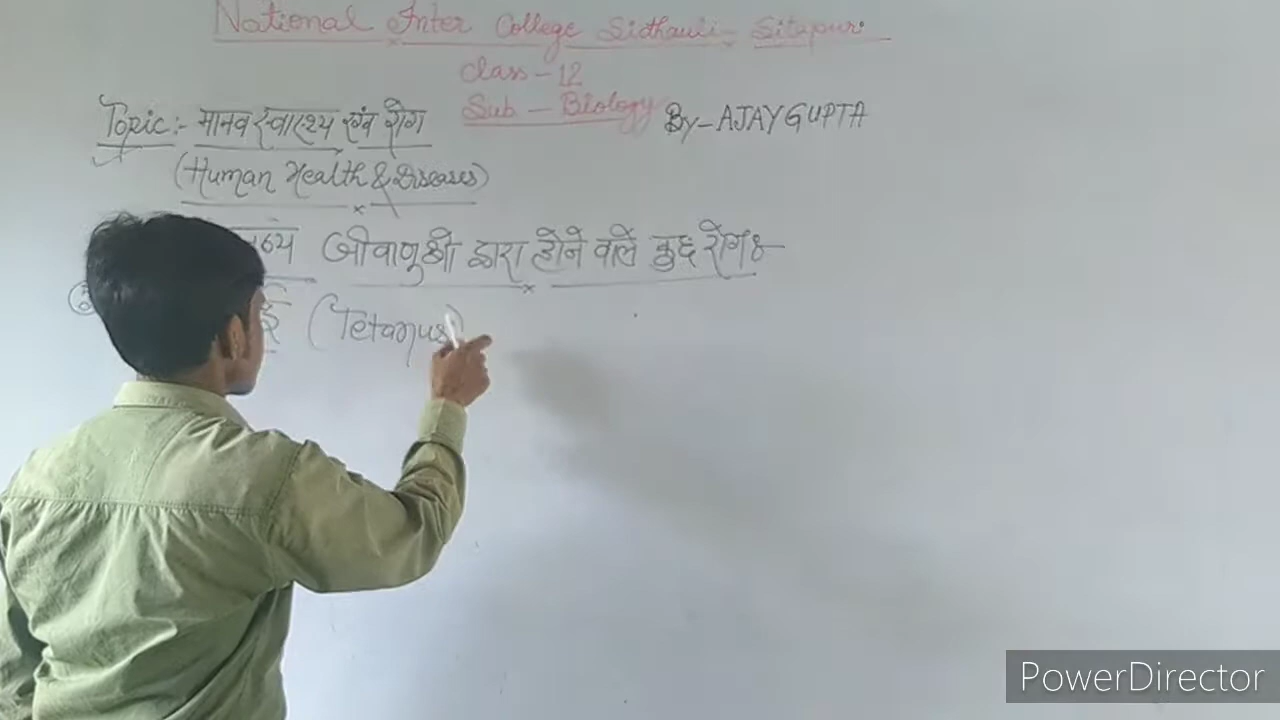 National Inter College Sidhauli - Sitapur
Class - 12
Sub - Biology By - AJAY GUPTA
Topic :- मानव स्वास्थ्य एंव रोग
(Human Health & Diseases)
जीवाणुओ द्वारा होने वाले कुछ रोग :-
(Tetanus)
PowerDirector